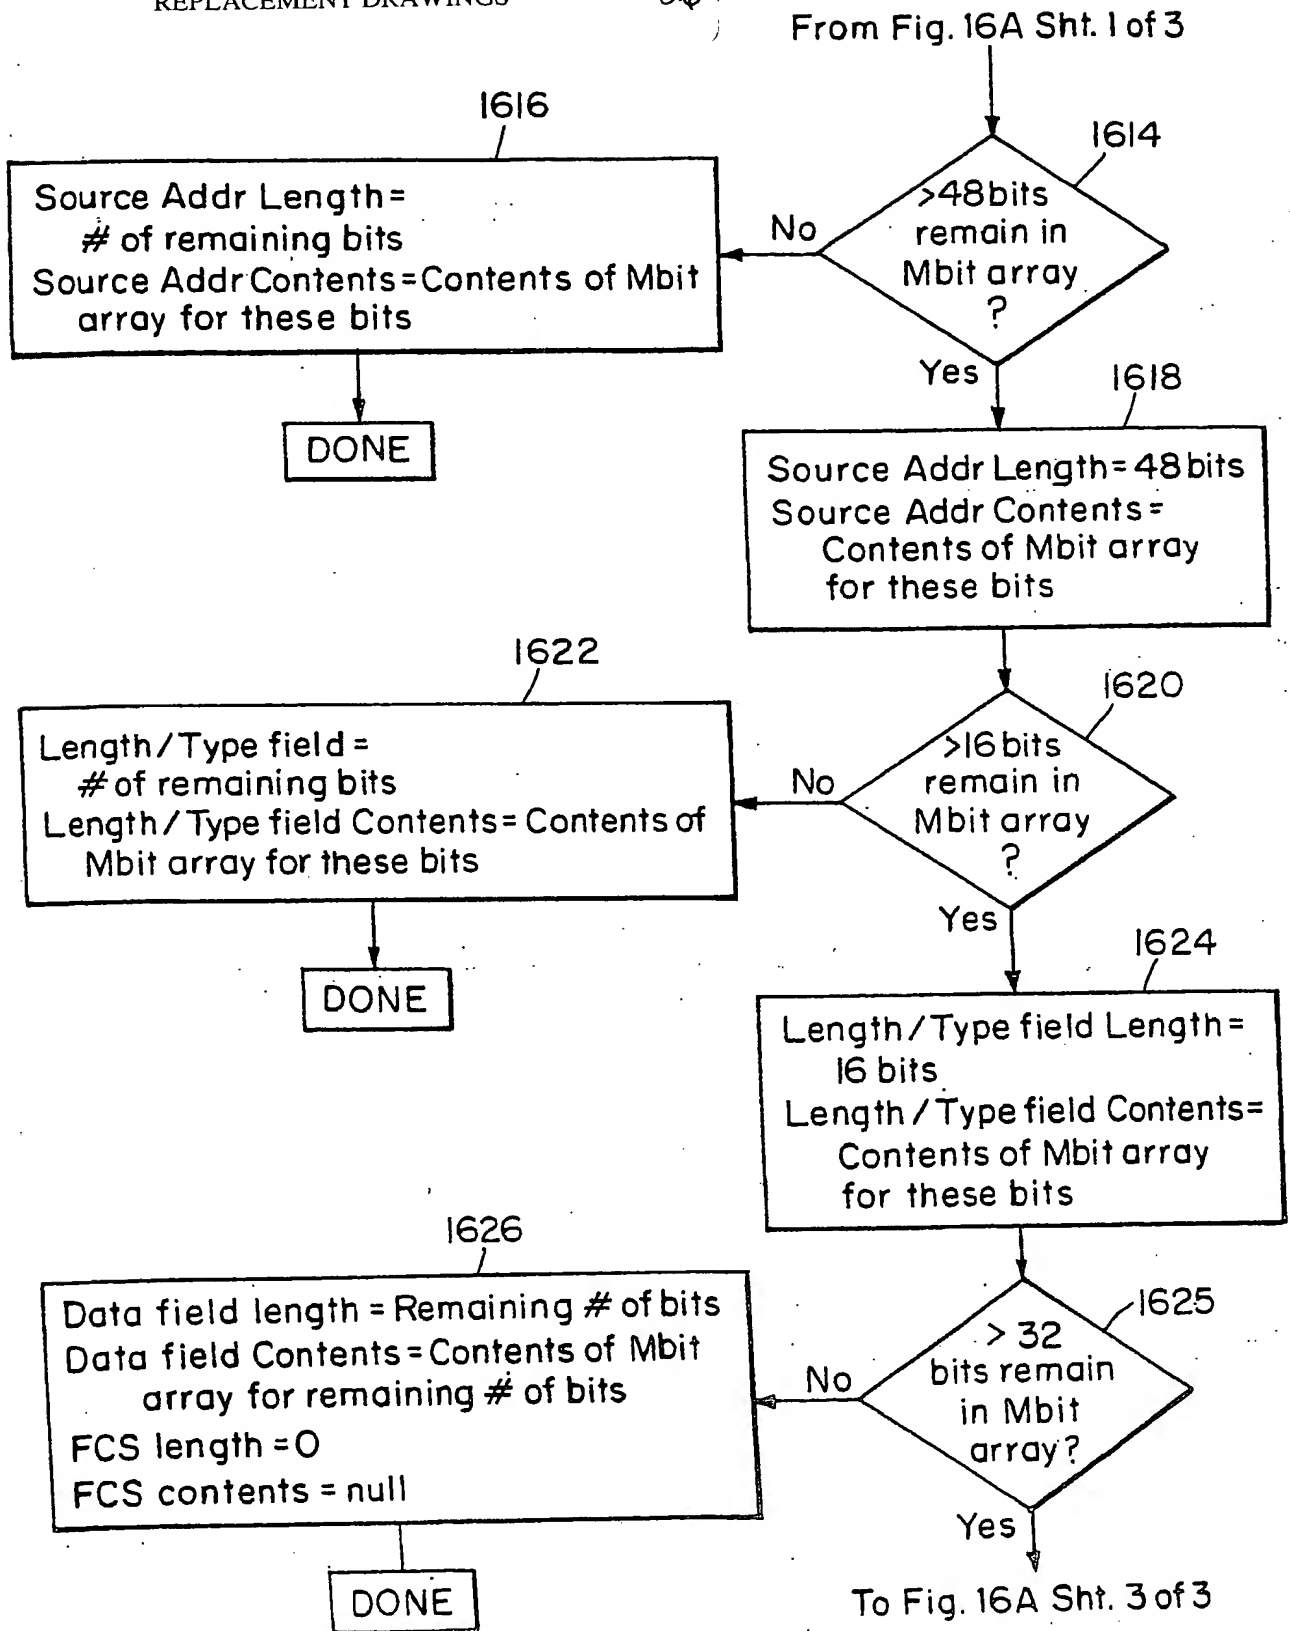 REPLACEMENT DRAWINGS
From Fig. 16A Sht. 1 of 3
1616
1614
Source Addr Length=
# of remaining bits
Source Addr Contents=Contents of Mbit
array for these bits
No
>48bits
remain in
Mbit array
?
Yes
DONE
1618
Source Addr Length=48bits
Source Addr Contents=
Contents of Mbit array
for these bits
1622
1620
Length/Type field=
# of remaining bits
Length/Type field Contents=Contents of
Mbit array for these bits
No
>16bits
remain in
Mbit array
?
Yes
DONE
1624
Length/Type field Length=
16 bits
Length/Type field Contents=
Contents of Mbit array
for these bits
1626
1625
Data field length=Remaining # of bits
Data field Contents=Contents of Mbit
array for remaining # of bits
FCS length=0
FCS contents=null
No
> 32
bits remain
in Mbit
array?
Yes
DONE
To Fig. 16A Sht. 3 of 3